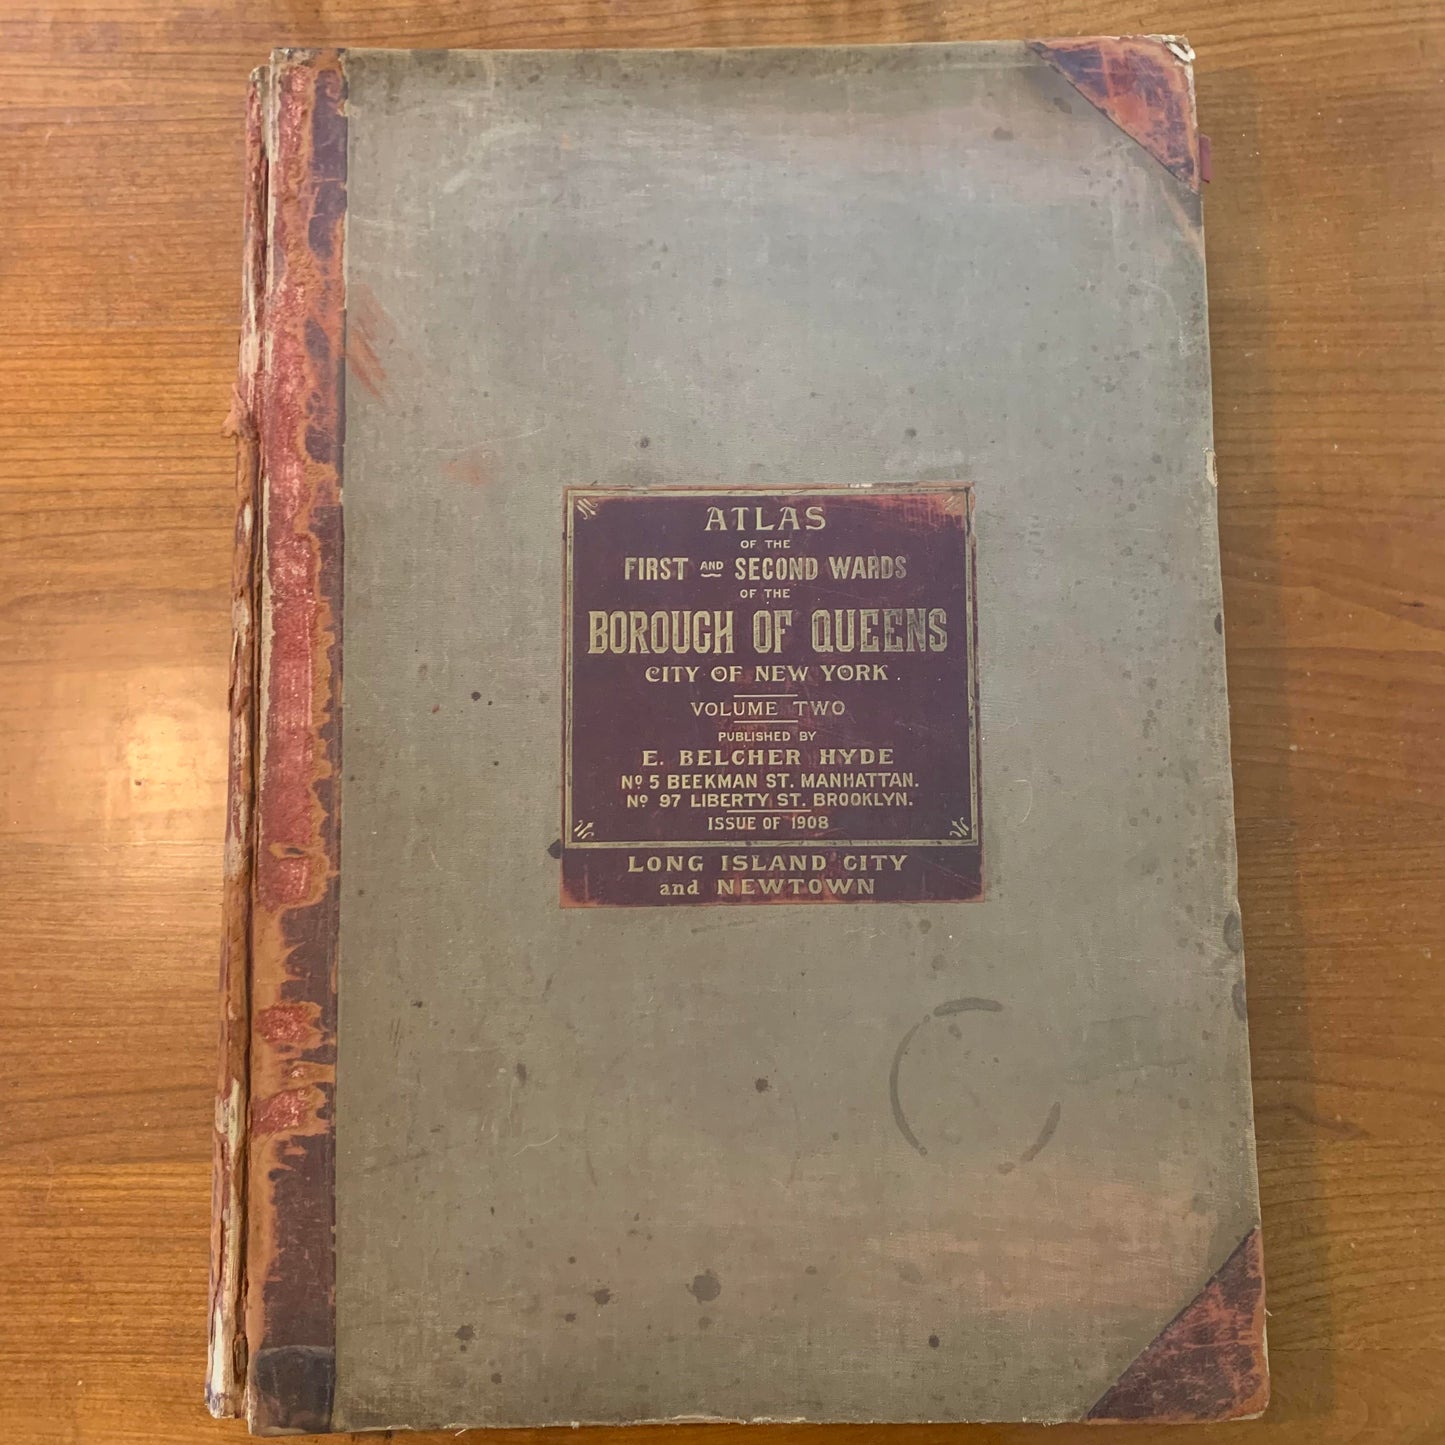 ATLAS
OF THE
FIRST AND SECOND WARDS
OF THE
BOROUGH OF QUEENS
CITY OF NEW YORK.
VOLUME TWO
PUBLISHED BY
E. BELCHER HYDE
Nº 5 BEEKMAN ST. MANHATTAN.
Nº 97 LIBERTY ST. BROOKLYN.
ISSUE OF 1908
LONG ISLAND CITY
and NEWTOWN